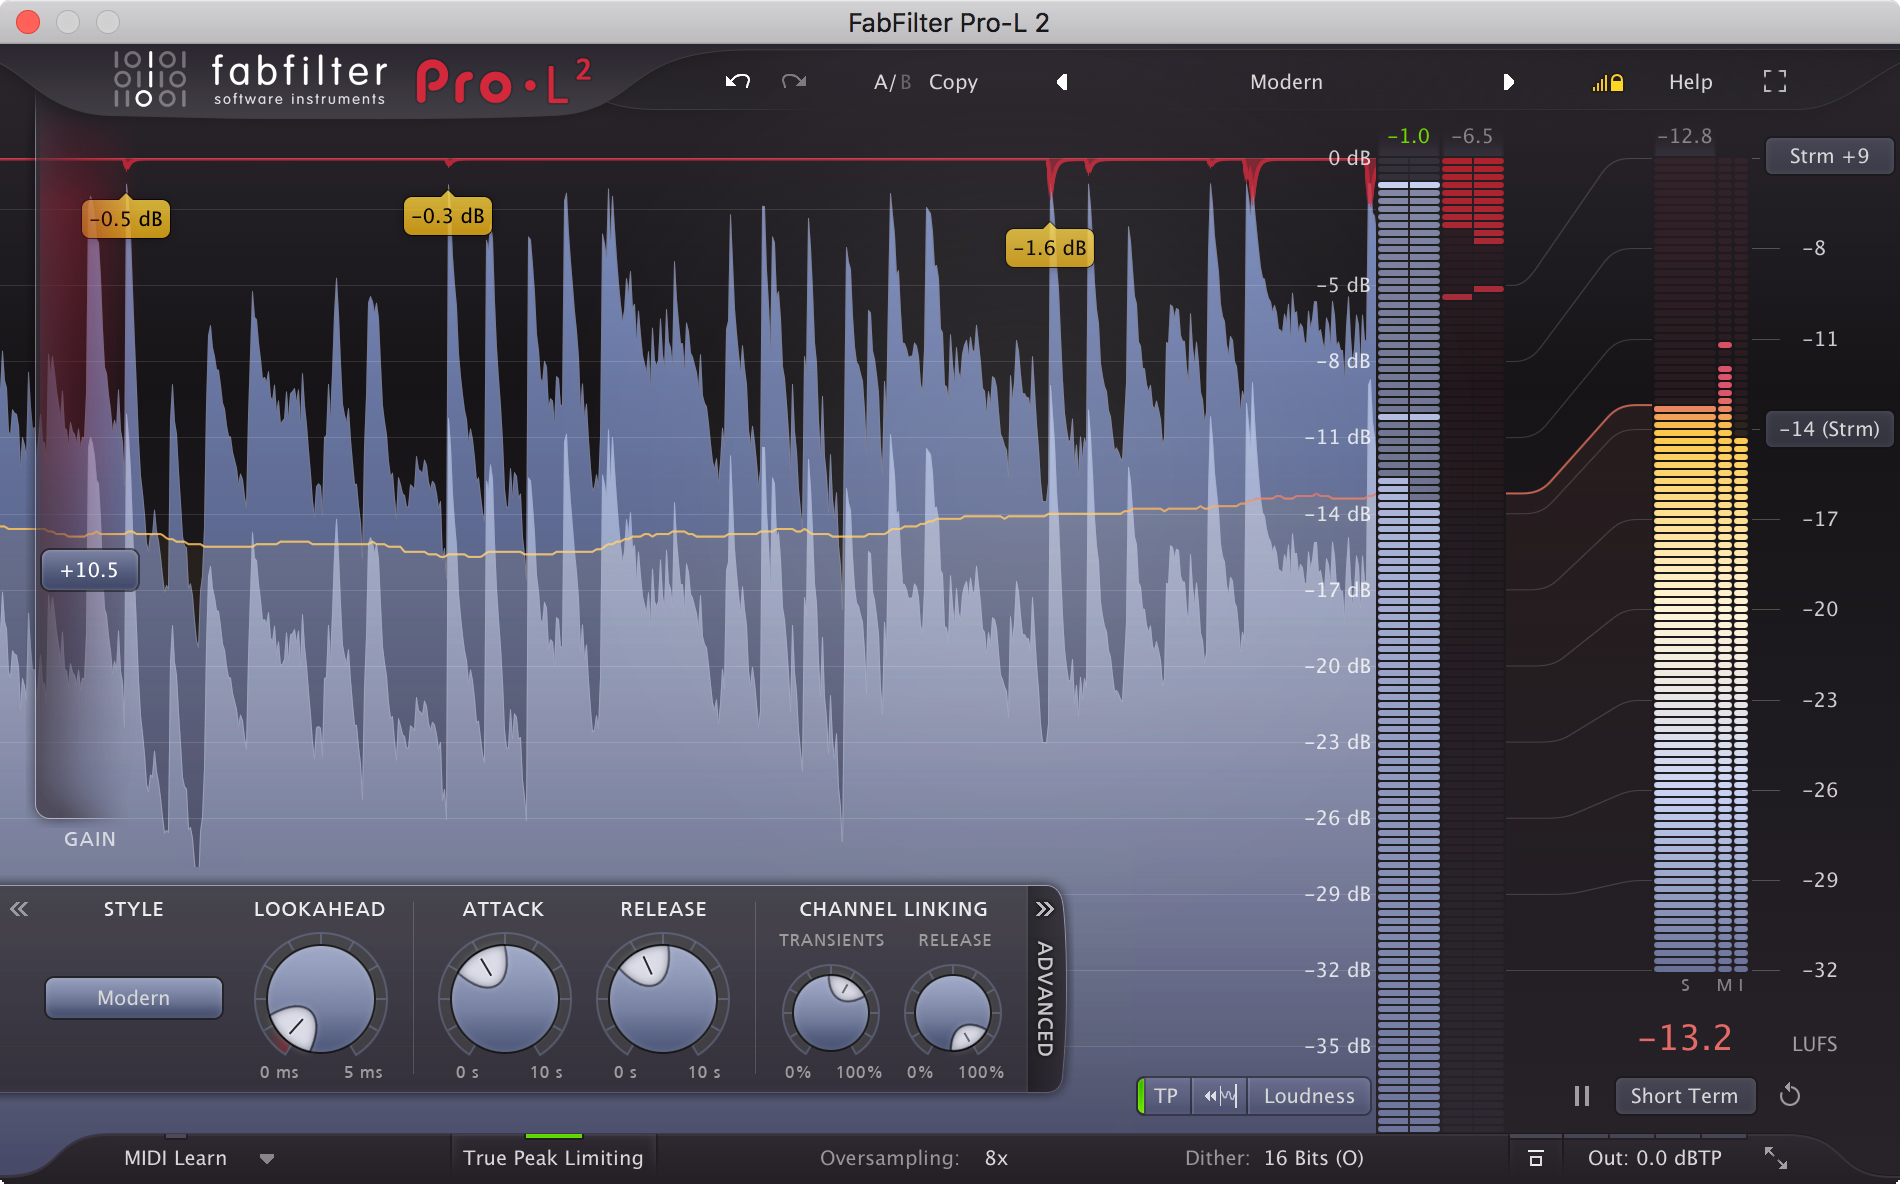 FabFilter Pro-L 2
fabfilter
software instruments
Pro·L 2
A/B Copy
Modern
Help
-1.0 -6.5 -12.8
Strm +9
0 dB
-5 dB
-8 dB
-11 dB
-14 dB
-17 dB
-20 dB
-23 dB
-26 dB
-29 dB
-32 dB
-35 dB
-0.5 dB
-0.3 dB
-1.6 dB
+10.5
GAIN
-8
-11
-14 (Strm)
-17
-20
-23
-26
-29
-32
S M I
-13.2 LUFS
Short Term
STYLE
Modern
LOOKAHEAD
0 ms 5 ms
ATTACK
0 s 10 s
RELEASE
0 s 10 s
CHANNEL LINKING
TRANSIENTS RELEASE
0% 100% 0% 100%
ADVANCED
TP Loudness
MIDI Learn True Peak Limiting Oversampling: 8x Dither: 16 Bits (O) Out: 0.0 dBTP